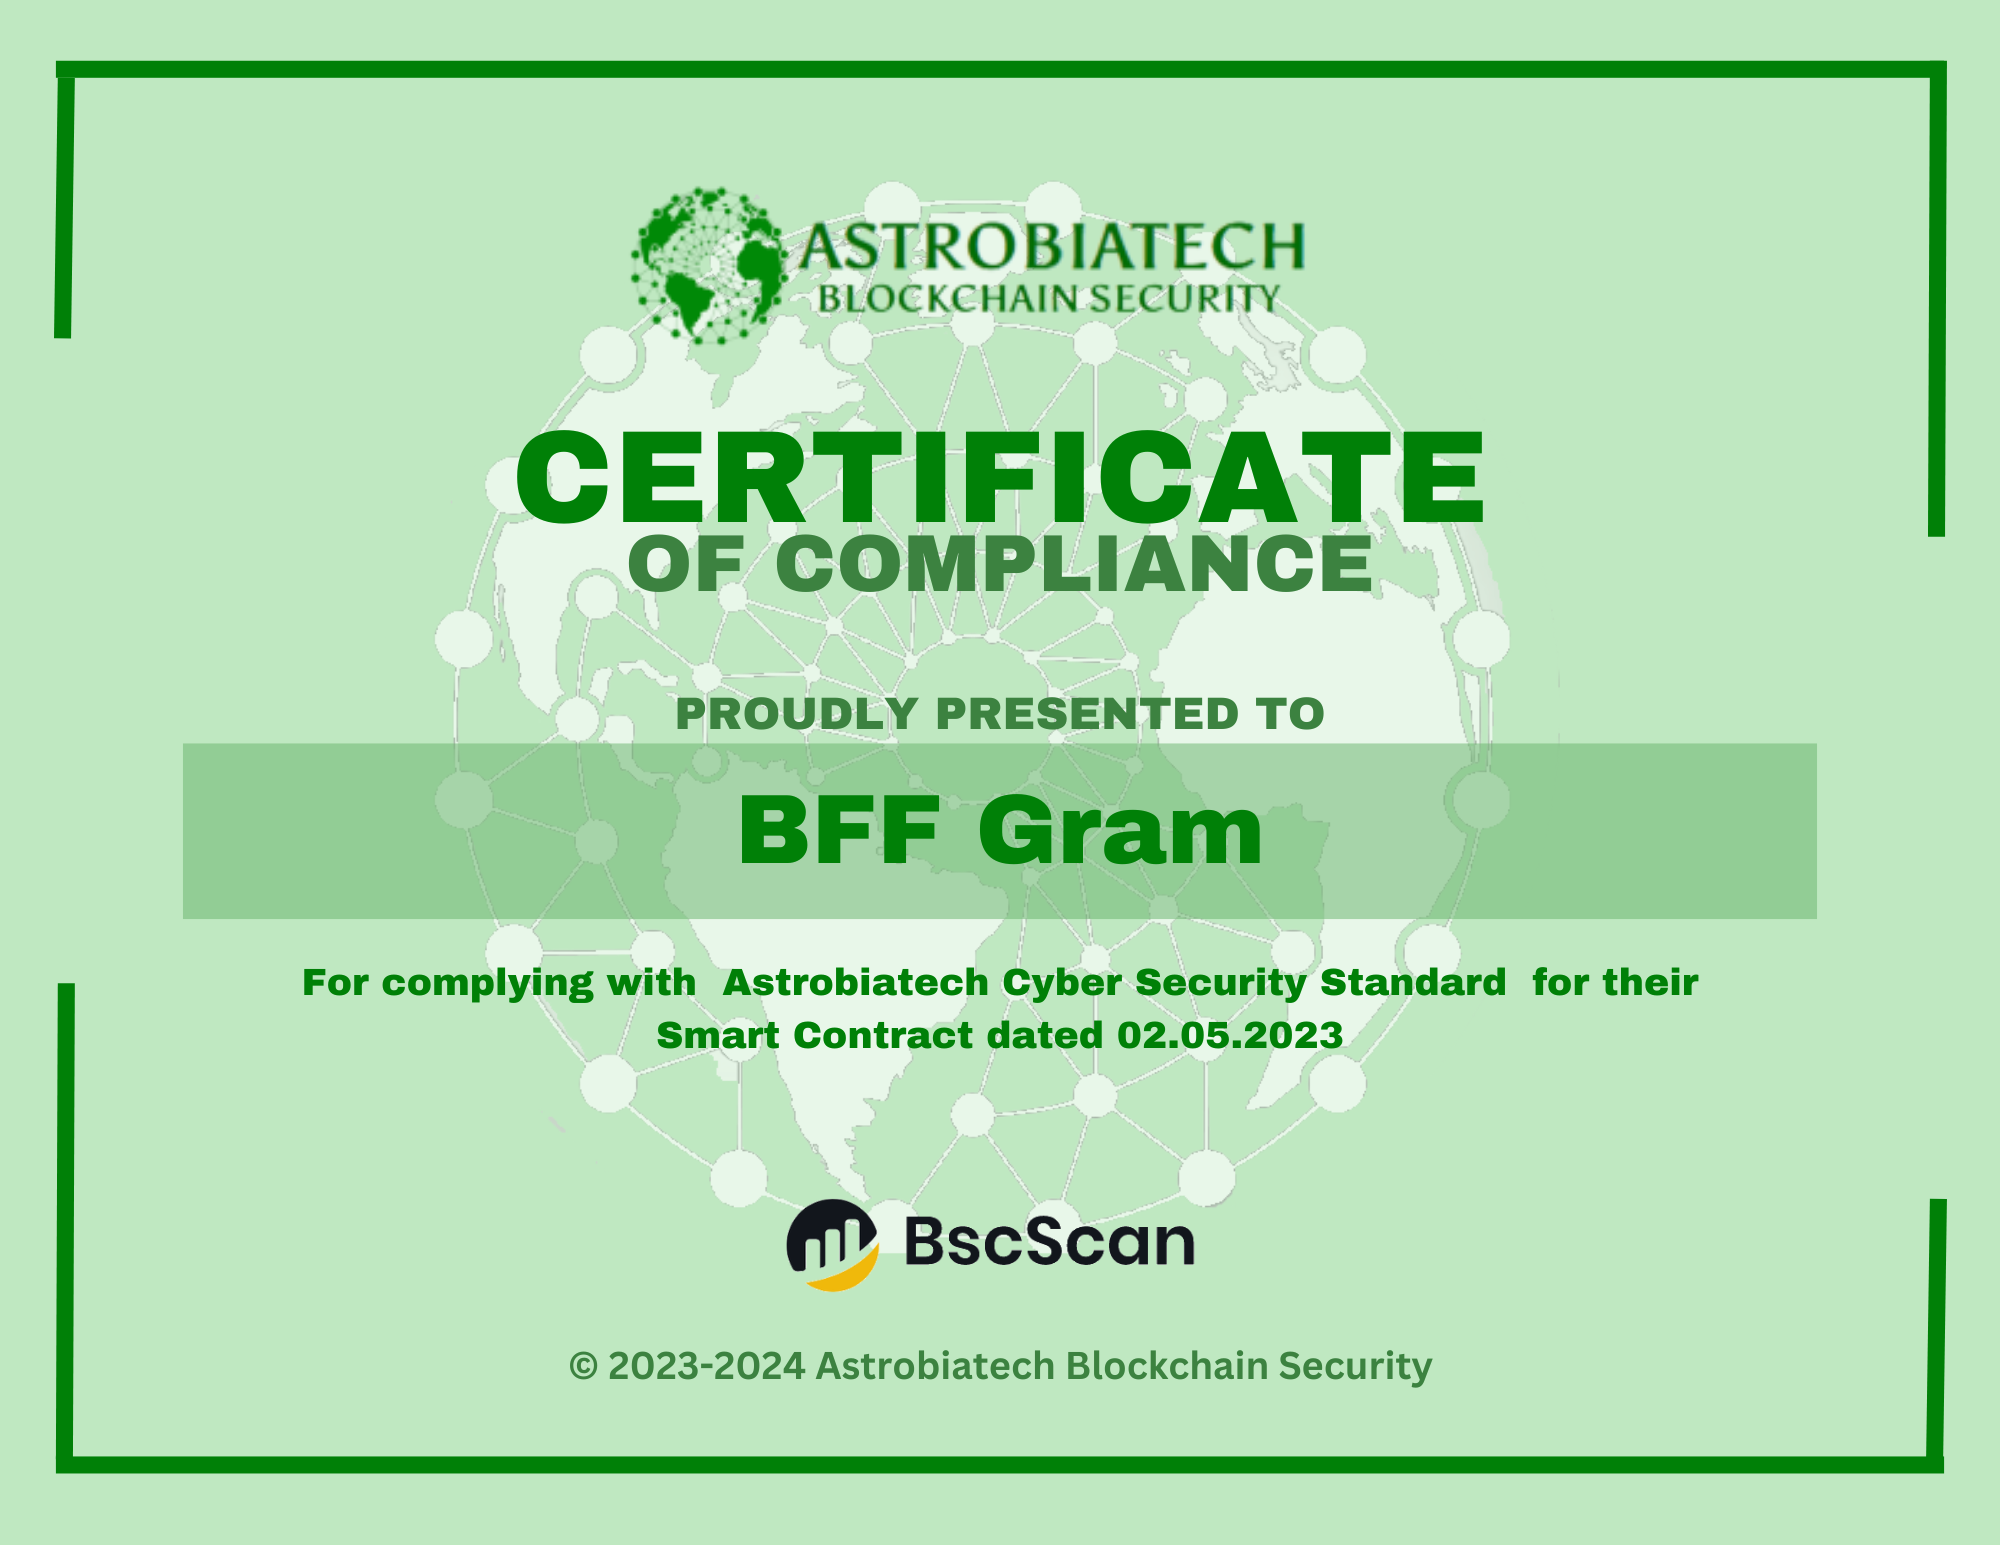 ASTROBIATECH
BLOCKCHAIN SECURITY
CERTIFICATE
OF COMPLIANCE
PROUDLY PRESENTED TO
BFF Gram
For complying with  Astrobiatech Cyber Security Standard  for their
Smart Contract dated 02.05.2023
BscScan
© 2023-2024 Astrobiatech Blockchain Security